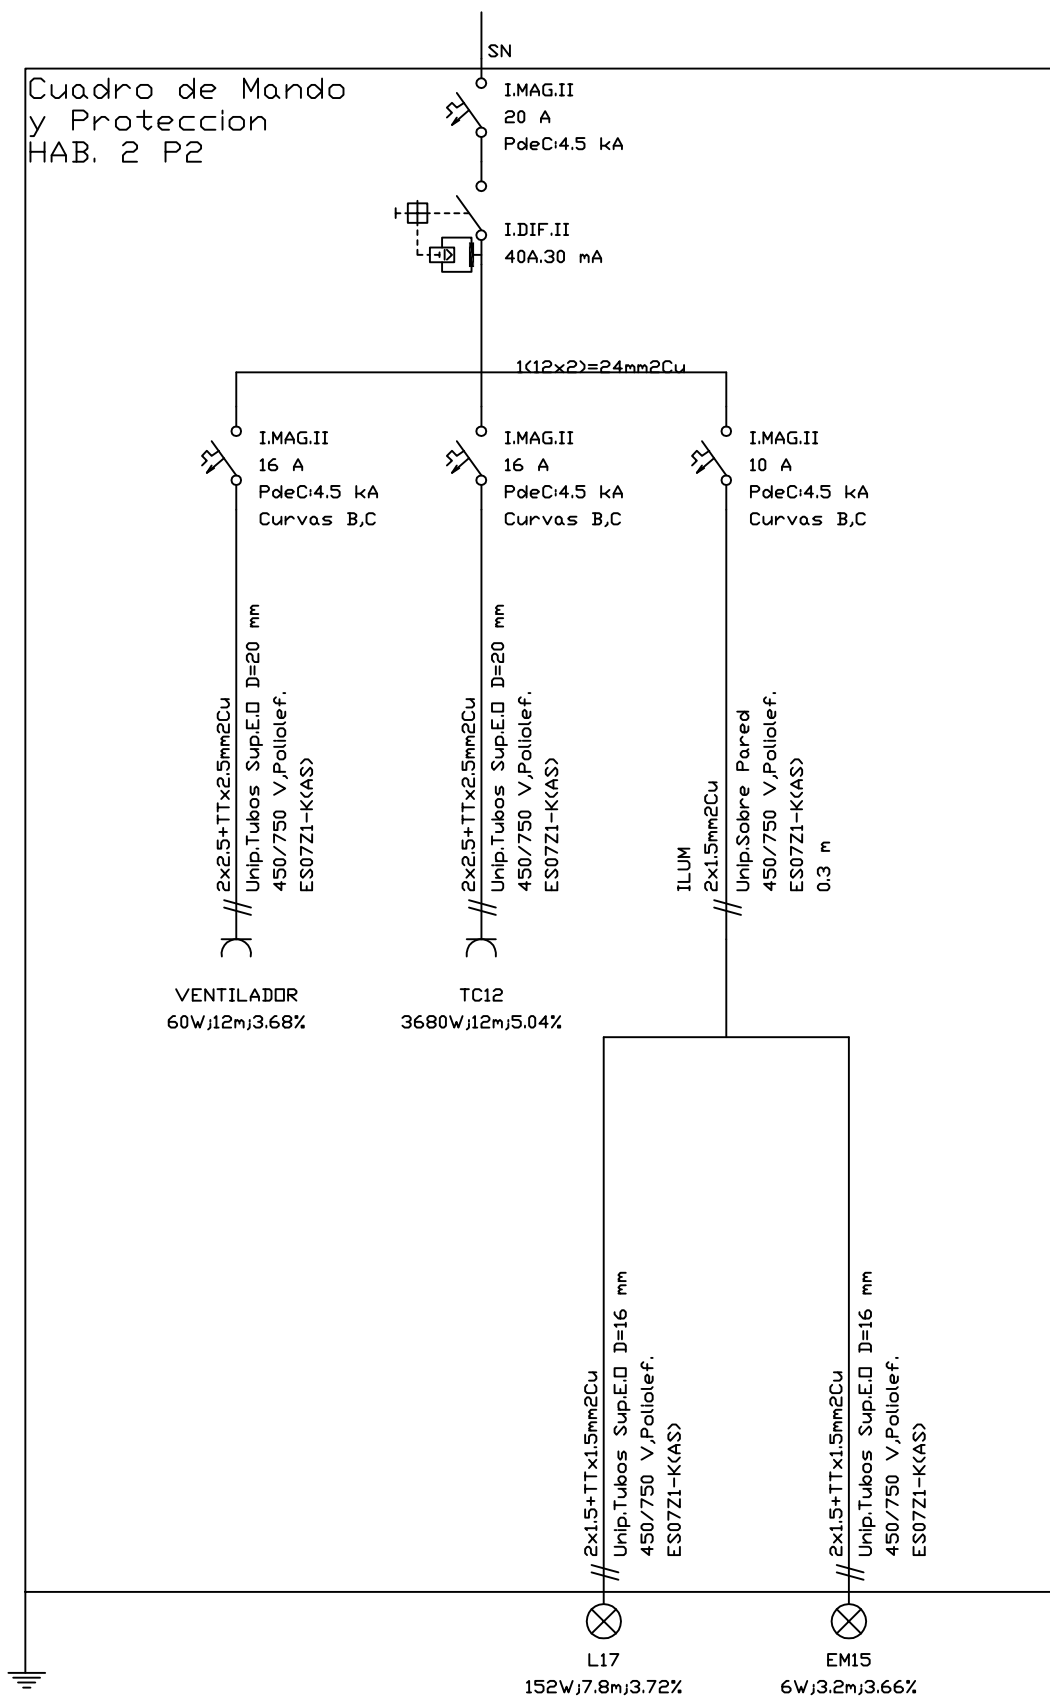 SN
Cuadro de Mando
y Proteccion
HAB. 2 P2
I.MAG.II
20 A
PdeC:4.5 kA
I.DIF.II
40A.30 mA
1(12x2)=24mm2Cu
I.MAG.II
16 A
PdeC:4.5 kA
Curvas B,C
I.MAG.II
16 A
PdeC:4.5 kA
Curvas B,C
I.MAG.II
10 A
PdeC:4.5 kA
Curvas B,C
2x2.5+TTx2.5mm2Cu
Unip.Tubos Sup.E.O D=20 mm
450/750 V,Poliolef.
ES07Z1-K(AS)
VENTILADOR
60W;12m;3.68%
2x2.5+TTx2.5mm2Cu
Unip.Tubos Sup.E.O D=20 mm
450/750 V,Poliolef.
ES07Z1-K(AS)
TC12
3680W;12m;5.04%
ILUM
2x1.5mm2Cu
Unip.Sobre Pared
450/750 V,Poliolef.
ES07Z1-K(AS)
0.3 m
2x1.5+TTx1.5mm2Cu
Unip.Tubos Sup.E.O D=16 mm
450/750 V,Poliolef.
ES07Z1-K(AS)
L17
152W;7.8m;3.72%
2x1.5+TTx1.5mm2Cu
Unip.Tubos Sup.E.O D=16 mm
450/750 V,Poliolef.
ES07Z1-K(AS)
EM15
6W;3.2m;3.66%